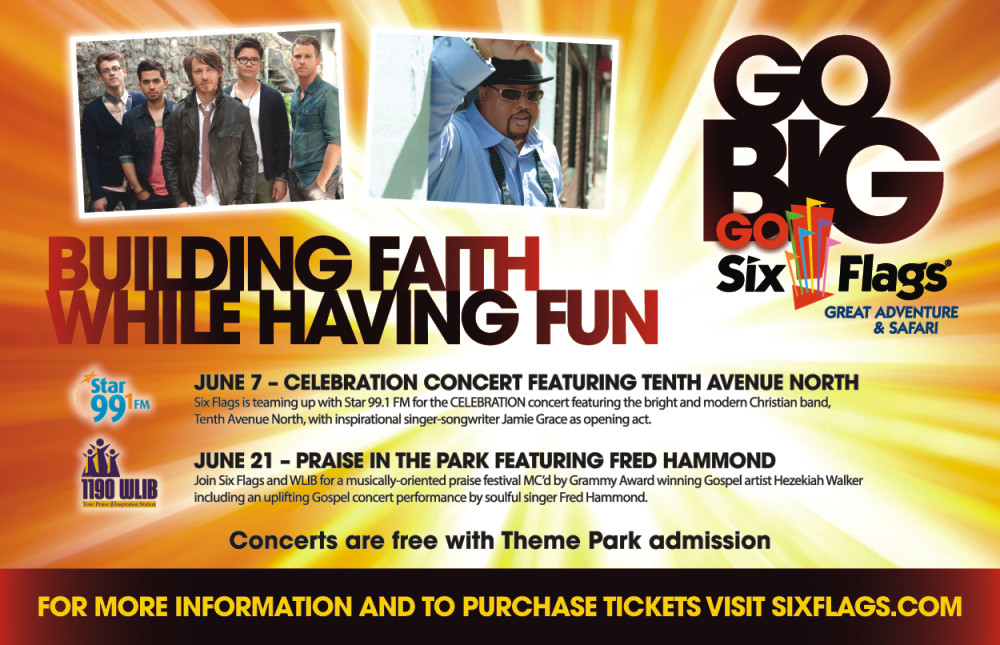 GO
BIG
GO
Six Flags®
GREAT ADVENTURE
& SAFARI
BUILDING FAITH
WHILE HAVING FUN
Star
99.1 FM
JUNE 7 – CELEBRATION CONCERT FEATURING TENTH AVENUE NORTH
Six Flags is teaming up with Star 99.1 FM for the CELEBRATION concert featuring the bright and modern Christian band,
Tenth Avenue North, with inspirational singer-songwriter Jamie Grace as opening act.
1190 WLIB
Your Praise & Inspiration Station
JUNE 21 – PRAISE IN THE PARK FEATURING FRED HAMMOND
Join Six Flags and WLIB for a musically-oriented praise festival MC'd by Grammy Award winning Gospel artist Hezekiah Walker
including an uplifting Gospel concert performance by soulful singer Fred Hammond.
Concerts are free with Theme Park admission
FOR MORE INFORMATION AND TO PURCHASE TICKETS VISIT SIXFLAGS.COM